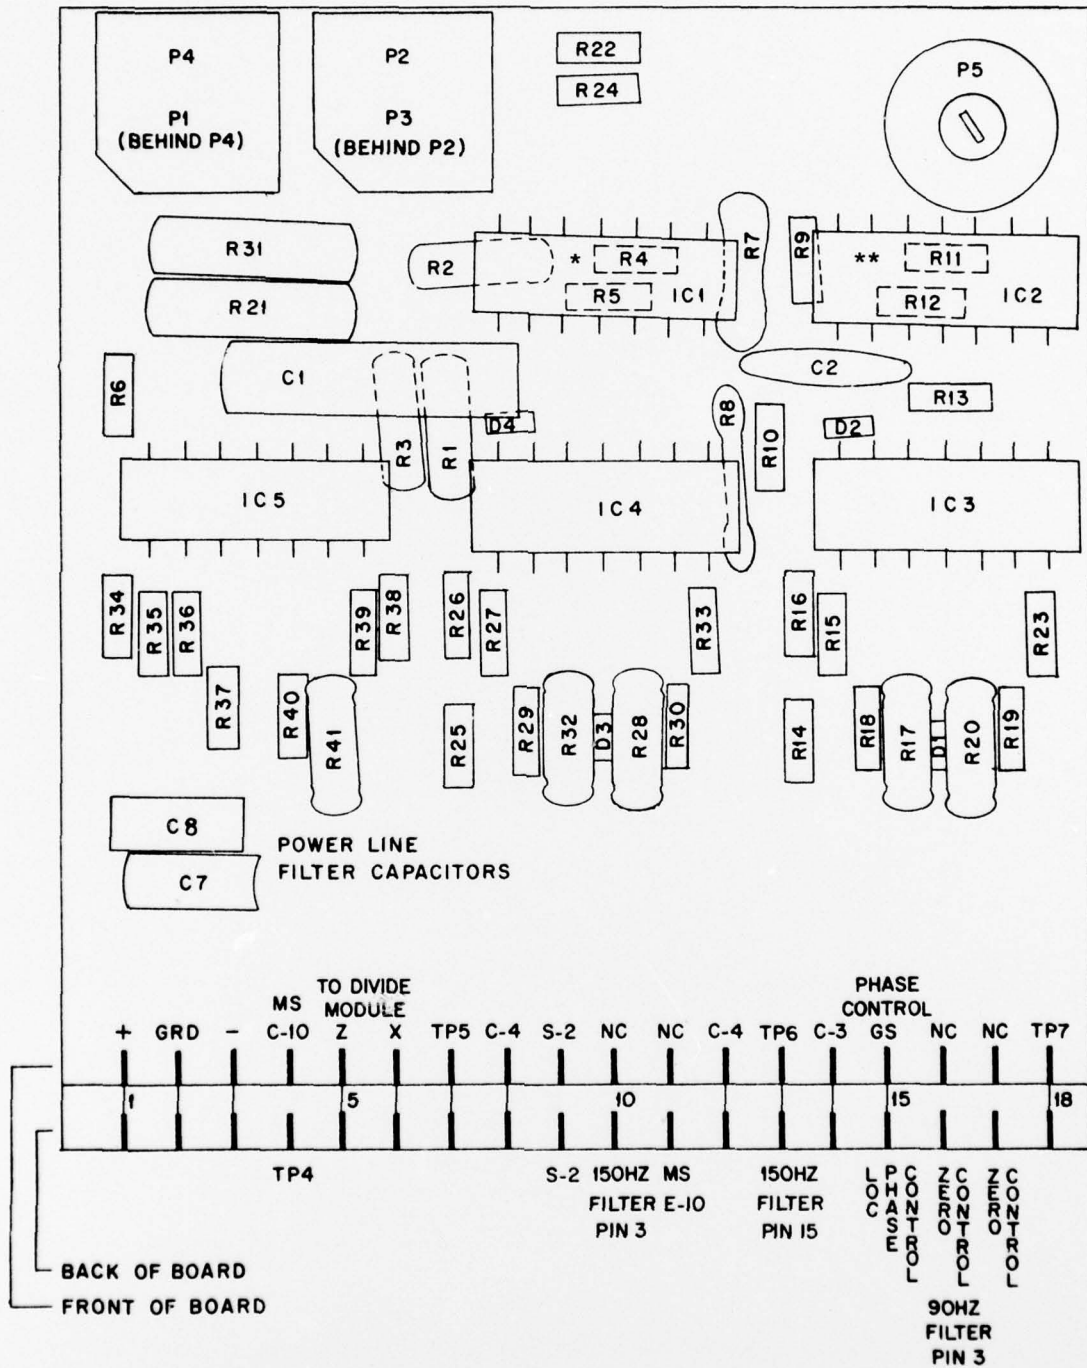 P4
P1
(BEHIND P4)
P2
P3
(BEHIND P2)
R22
R24
P5
R31
R21
R2
*
R4
R5
IC1
R7
R9
**
R11
R12
IC2
C1
C2
R6
R3
R1
D4
R8
R10
D2
R13
IC5
IC4
IC3
R34
R35
R36
R37
R39
R38
R40
R41
R26
R27
R33
R25
R29
R32
D3
R28
R30
R16
R15
R23
R14
R18
R17
D1
R20
R19
C8
C7
POWER LINE
FILTER CAPACITORS
MS
TO DIVIDE
MODULE
PHASE
CONTROL
+ GRD - C-10 Z X TP5 C-4 S-2 NC NC C-4 TP6 C-3 GS NC NC TP7
1 5 10 15 18
TP4
S-2
150HZ
FILTER
PIN 3
MS
E-10
150HZ
FILTER
PIN 15
LOC
PHASE
CONTROL
ZERO
CONTROL
ZERO
CONTROL
90HZ
FILTER
PIN 3
BACK OF BOARD
FRONT OF BOARD